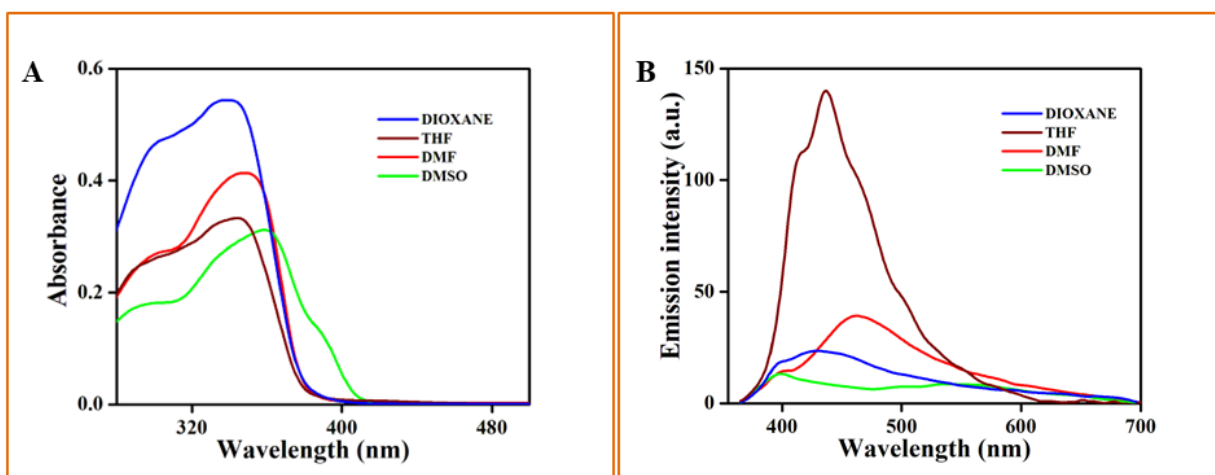 A
0.6
0.4
0.2
0.0
Absorbance
DIOXANE
THF
DMF
DMSO
320
400
480
Wavelength (nm)
B
150
100
50
0
Emission intensity (a.u.)
DIOXANE
THF
DMF
DMSO
400
500
600
700
Wavelength (nm)